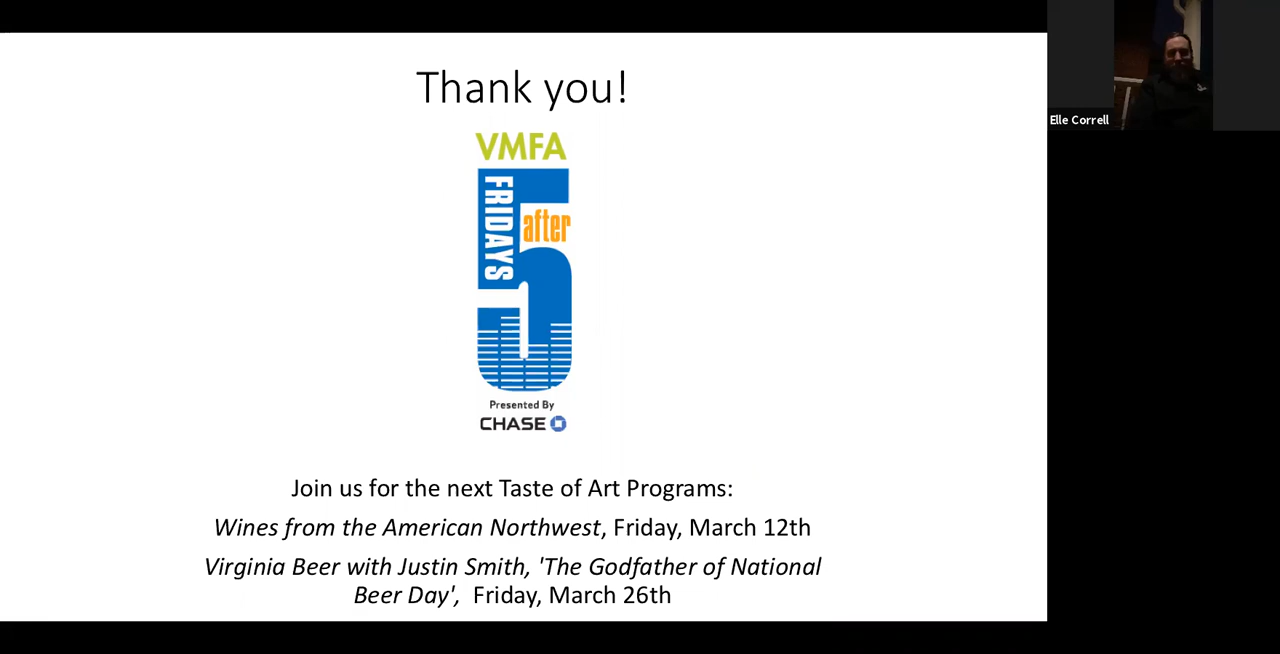 Thank you!
VMFA
FRIDAYS
after
5
Presented By
CHASE
Join us for the next Taste of Art Programs:
Wines from the American Northwest, Friday, March 12th
Virginia Beer with Justin Smith, 'The Godfather of National
Beer Day',  Friday, March 26th
Elle Correll